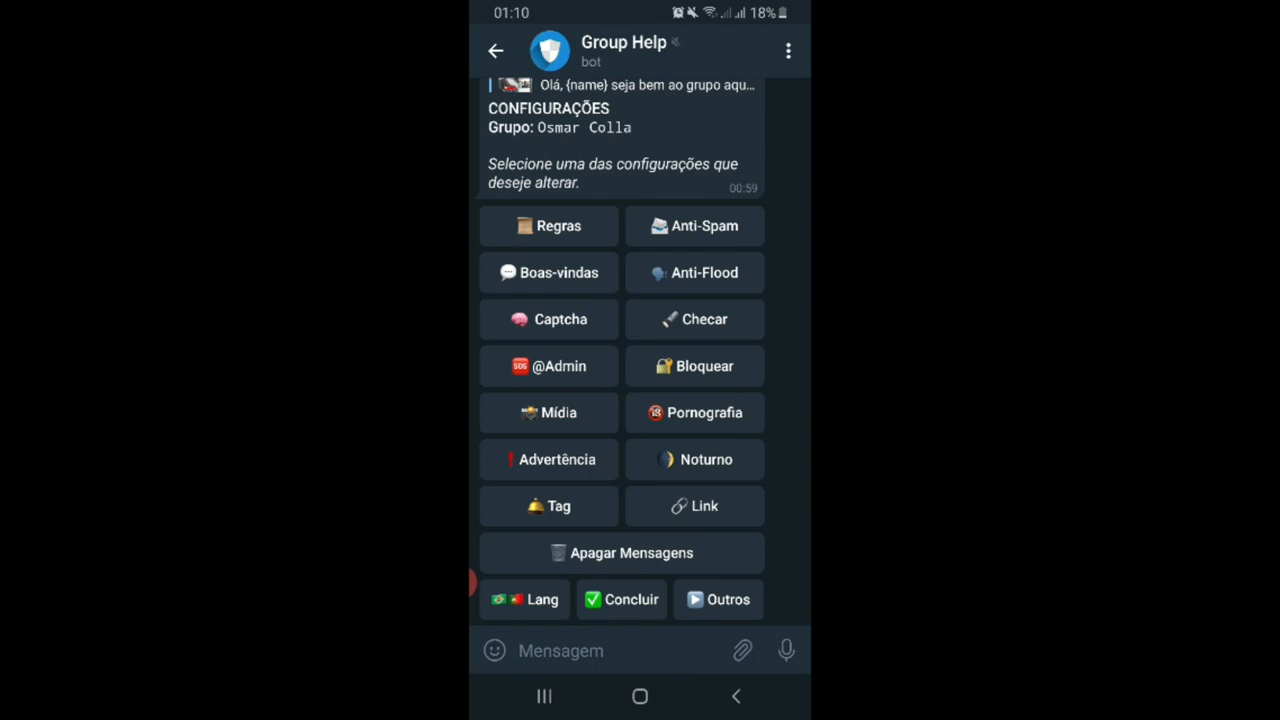 01:10 18%
Group Help
bot
Olá, {name} seja bem ao grupo aqu...
CONFIGURAÇÕES
Grupo: Osmar Colla
Selecione uma das configurações que
deseje alterar.
00:59
Regras Anti-Spam
Boas-vindas Anti-Flood
Captcha Checar
SOS @Admin Bloquear
Mídia 18 Pornografia
Advertência Noturno
Tag Link
Apagar Mensagens
Lang Concluir Outros
Mensagem